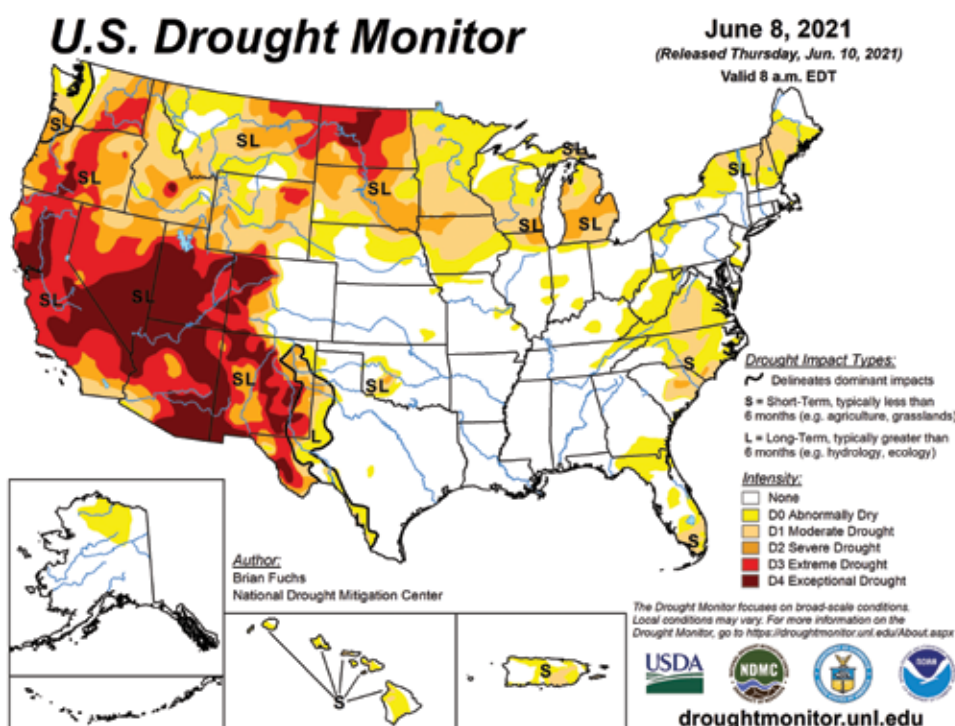 U.S. Drought Monitor
June 8, 2021
(Released Thursday, Jun. 10, 2021)
Valid 8 a.m. EDT
S
SL
SL
SL
SL
SL
SL
SL
SL
SL
SL
SL
SL
S
L
L
S
Drought Impact Types:
Delineates dominant impacts
S = Short-Term, typically less than
6 months (e.g. agriculture, grasslands)
L = Long-Term, typically greater than
6 months (e.g. hydrology, ecology)
Intensity:
None
D0 Abnormally Dry
D1 Moderate Drought
D2 Severe Drought
D3 Extreme Drought
D4 Exceptional Drought
Author:
Brian Fuchs
National Drought Mitigation Center
S
S
The Drought Monitor focuses on broad-scale conditions.
Local conditions may vary. For more information on the
Drought Monitor, go to https://droughtmonitor.unl.edu/About.aspx
USDA
NDMC
NOAA
droughtmonitor.unl.edu